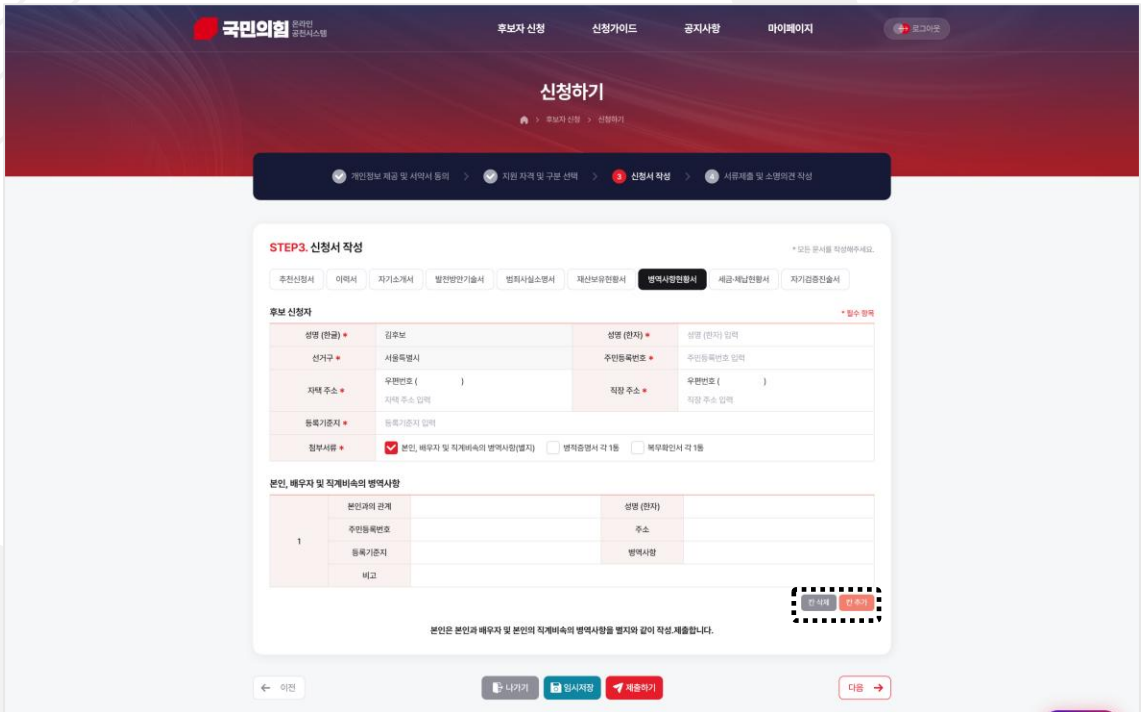 국민의힘 온라인 공천시스템
후보자 신청 신청가이드 공지사항 마이페이지 로그아웃
신청하기
> 후보자 신청 > 신청하기
개인정보 제공 및 서약서 동의 > 지원 자격 및 구분 선택 > 3 신청서 작성 > 4 서류제출 및 소명의견 작성
STEP3. 신청서 작성 * 모든 문서를 작성해주세요.
추천신청서 이력서 자기소개서 발전방안기술서 범죄사실소명서 재산보유현황서 병역사항현황서 세금·체납현황서 자기검증진술서
후보 신청자 * 필수 항목
성명 (한글) * 김후보 성명 (한자) * 성명 (한자) 입력
선거구 * 서울특별시 주민등록번호 * 주민등록번호 입력
자택 주소 * 우편번호 ( ) 직장 주소 * 우편번호 ( )
자택 주소 입력 직장 주소 입력
등록기준지 * 등록기준지 입력
첨부서류 * 본인, 배우자 및 직계비속의 병역사항(별지) 병적증명서 각 1통 복무확인서 각 1통
본인, 배우자 및 직계비속의 병역사항
1 본인과의 관계 성명 (한자)
주민등록번호 주소
등록기준지 병역사항
비고
칸 삭제 칸 추가
본인은 본인과 배우자 및 본인의 직계비속의 병역사항을 별지와 같이 작성.제출합니다.
← 이전 나가기 임시저장 제출하기 다음 →